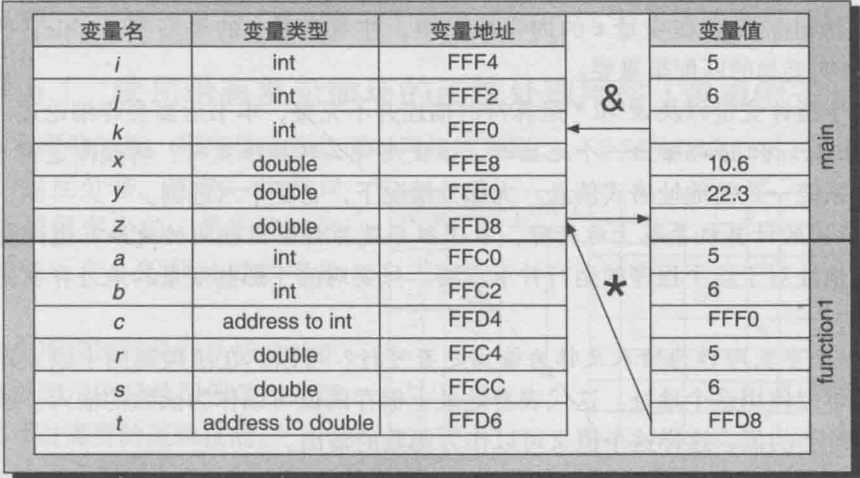 变量名 变量类型 变量地址 变量值
i int FFF4 5
j int FFF2 6
&
k int FFF0
x double FFE8 10.6
y double FFE0 22.3
z double FFD8
main
a int FFC0 5
b int FFC2 6
*
c address to int FFD4 FFF0
r double FFC4 5
s double FFCC 6
t address to double FFD6 FFD8
function1